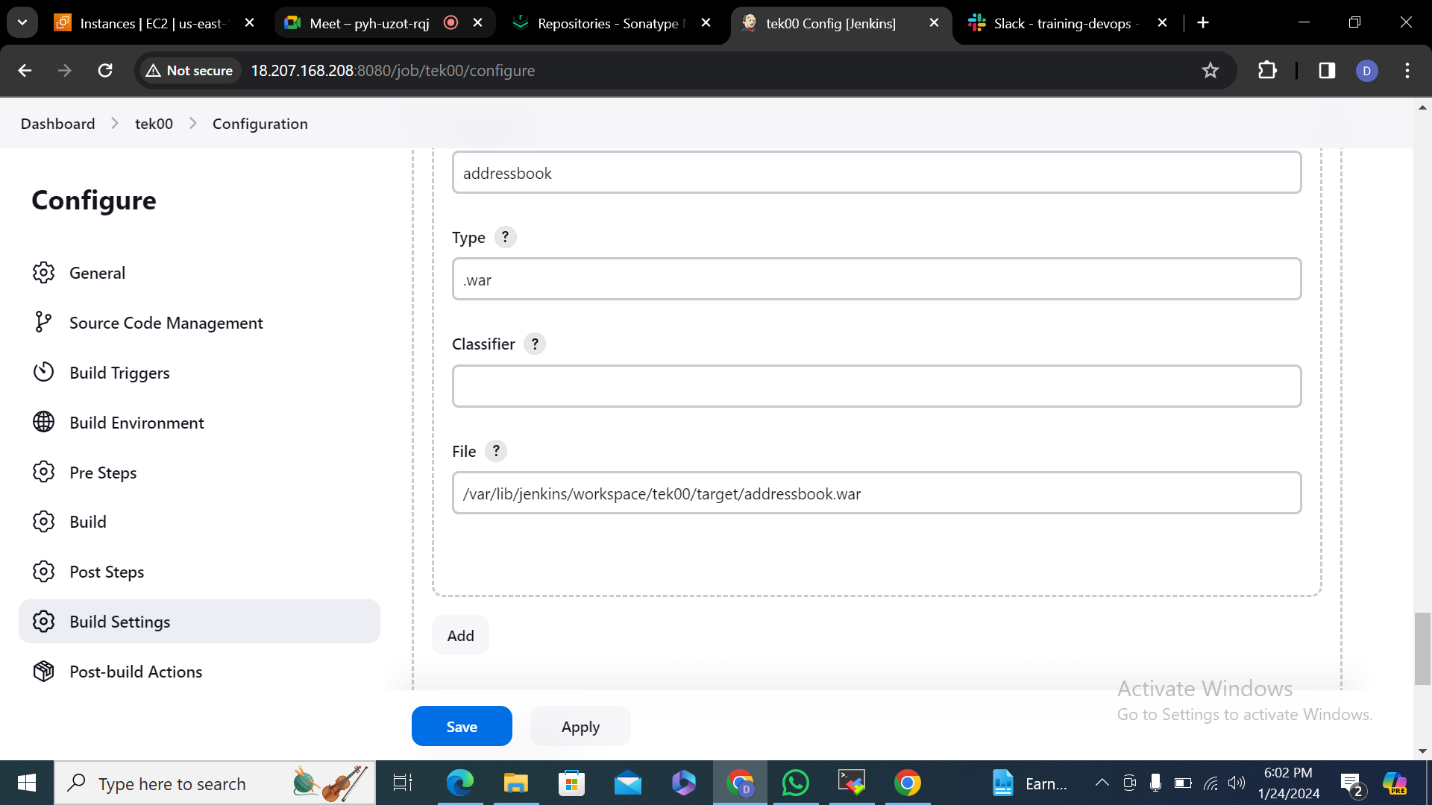 Instances | EC2 | us-east-
Meet – pyh-uzot-rqj
Repositories - Sonatype
tek00 Config [Jenkins]
Slack - training-devops -
Not secure
18.207.168.208:8080/job/tek00/configure
D
Dashboard
tek00
Configuration
Configure
General
Source Code Management
Build Triggers
Build Environment
Pre Steps
Build
Post Steps
Build Settings
Post-build Actions
addressbook
Type ?
.war
Classifier ?
File ?
/var/lib/jenkins/workspace/tek00/target/addressbook.war
Add
Save
Apply
Activate Windows
Go to Settings to activate Windows.
Type here to search
D
Earn...
6:02 PM
1/24/2024
2
PRE